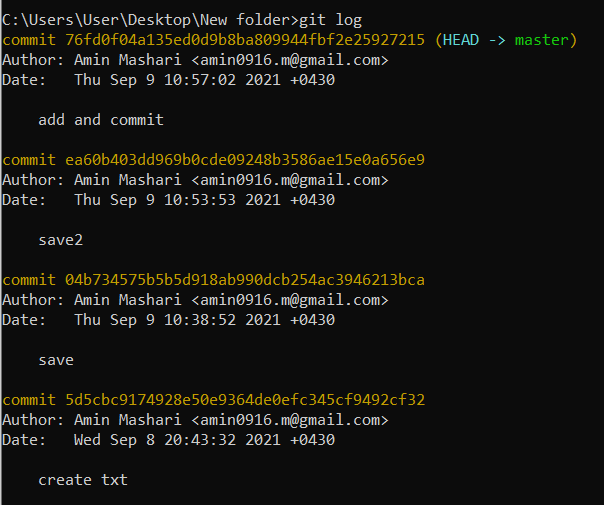 C:\Users\User\Desktop\New folder>git log
commit 76fd0f04a135ed0d9b8ba809944fbf2e25927215 (HEAD -> master)
Author: Amin Mashari <amin0916.m@gmail.com>
Date:   Thu Sep 9 10:57:02 2021 +0430
    add and commit
commit ea60b403dd969b0cde09248b3586ae15e0a656e9
Author: Amin Mashari <amin0916.m@gmail.com>
Date:   Thu Sep 9 10:53:53 2021 +0430
    save2
commit 04b734575b5b5d918ab990dcb254ac3946213bca
Author: Amin Mashari <amin0916.m@gmail.com>
Date:   Thu Sep 9 10:38:52 2021 +0430
    save
commit 5d5cbc9174928e50e9364de0efc345cf9492cf32
Author: Amin Mashari <amin0916.m@gmail.com>
Date:   Wed Sep 8 20:43:32 2021 +0430
    create txt